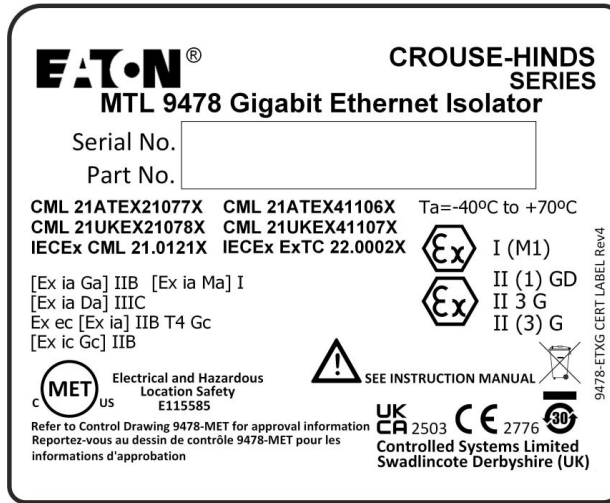 EATON®
CROUSE-HINDS
SERIES
MTL 9478 Gigabit Ethernet Isolator
Serial No.
Part No.
CML 21ATEX21077X CML 21ATEX41106X
CML 21UKEX21078X CML 21UKEX41107X
IECEx CML 21.0121X IECEx ExTC 22.0002X
Ta=-40ºC to +70ºC
[Ex ia Ga] IIB [Ex ia Ma] I
[Ex ia Da] IIIC
Ex ec [Ex ia] IIB T4 Gc
[Ex ic Gc] IIB
Ex I (M1)
Ex II (1) GD
II 3 G
II (3) G
9478-ETXG CERT LABEL Rev4
C MET US
Electrical and Hazardous
Location Safety
E115585
SEE INSTRUCTION MANUAL
Refer to Control Drawing 9478-MET for approval information
Reportez-vous au dessin de contrôle 9478-MET pour les
informations d'approbation
UK
CA 2503 CE 2776 30
Controlled Systems Limited
Swadlincote Derbyshire (UK)